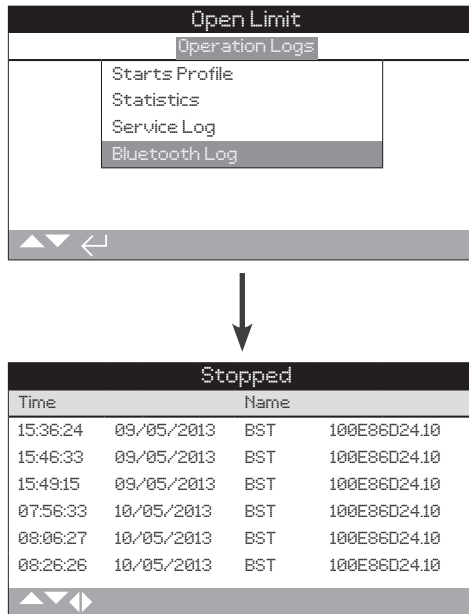 Open Limit
Operation Logs
Starts Profile
Statistics
Service Log
Bluetooth Log
Stopped
Time Name
15:36:24 09/05/2013 BST 100E86D24.10
15:46:33 09/05/2013 BST 100E86D24.10
15:49:15 09/05/2013 BST 100E86D24.10
07:56:33 10/05/2013 BST 100E86D24.10
08:06:27 10/05/2013 BST 100E86D24.10
08:26:26 10/05/2013 BST 100E86D24.10